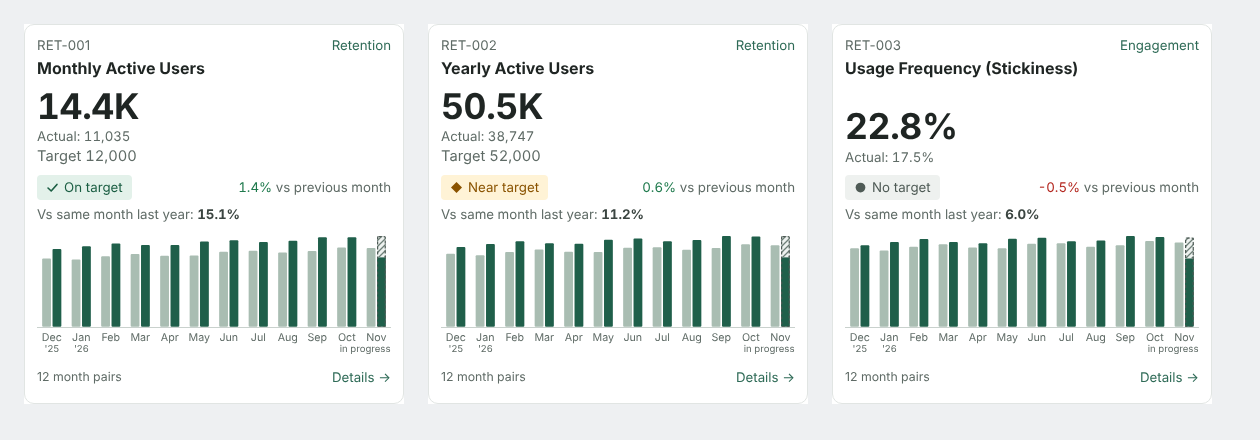 RET-001 Retention
Monthly Active Users
14.4K
Actual: 11,035
Target 12,000
On target 1.4% vs previous month
Vs same month last year: 15.1%
Dec Jan Feb Mar Apr May Jun Jul Aug Sep Oct Nov
'25 '26 in progress
12 month pairs Details →
RET-002 Retention
Yearly Active Users
50.5K
Actual: 38,747
Target 52,000
Near target 0.6% vs previous month
Vs same month last year: 11.2%
Dec Jan Feb Mar Apr May Jun Jul Aug Sep Oct Nov
'25 '26 in progress
12 month pairs Details →
RET-003 Engagement
Usage Frequency (Stickiness)
22.8%
Actual: 17.5%
No target -0.5% vs previous month
Vs same month last year: 6.0%
Dec Jan Feb Mar Apr May Jun Jul Aug Sep Oct Nov
'25 '26 in progress
12 month pairs Details →